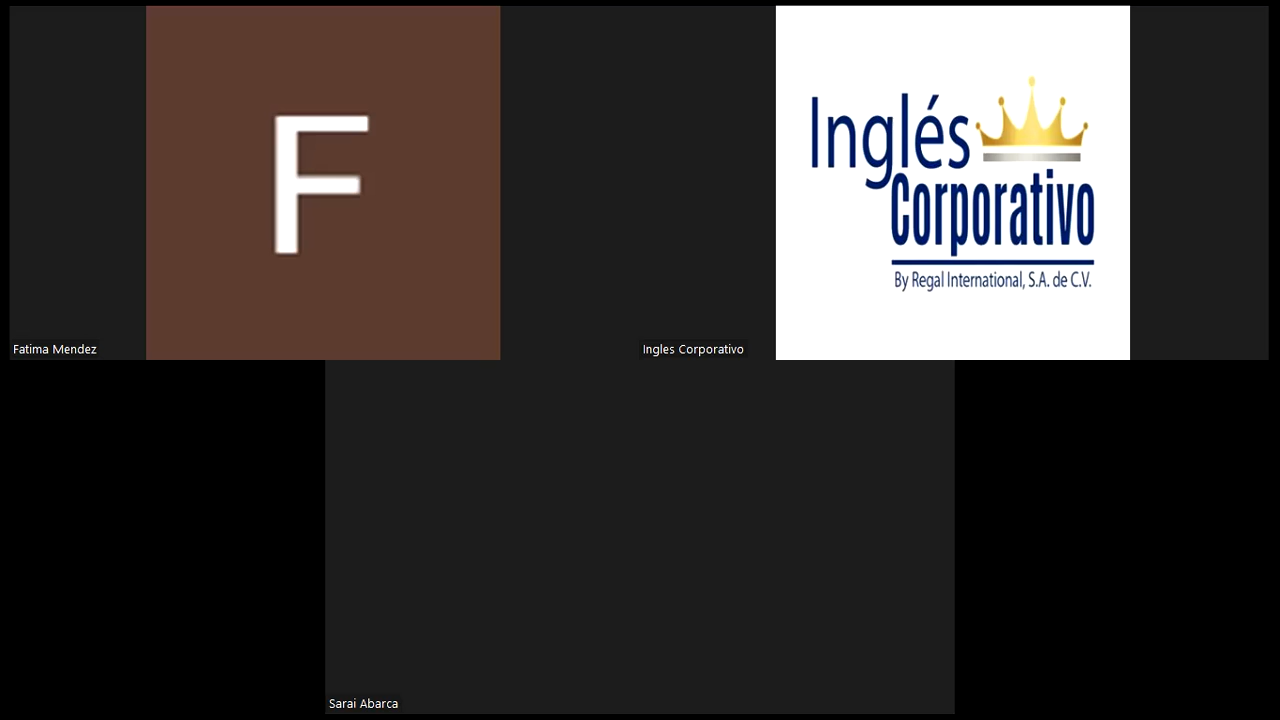 F
Fatima Mendez
Inglés
Corporativo
By Regal International, S.A. de C.V.
Ingles Corporativo
Sarai Abarca